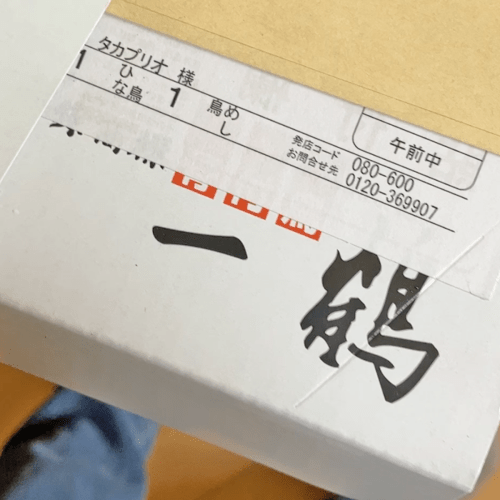 タカプリオ 様
1 ひな鳥 1 鳥めし
午前中
発店コード 080-600
お問合せ先 0120-369907
一鶴